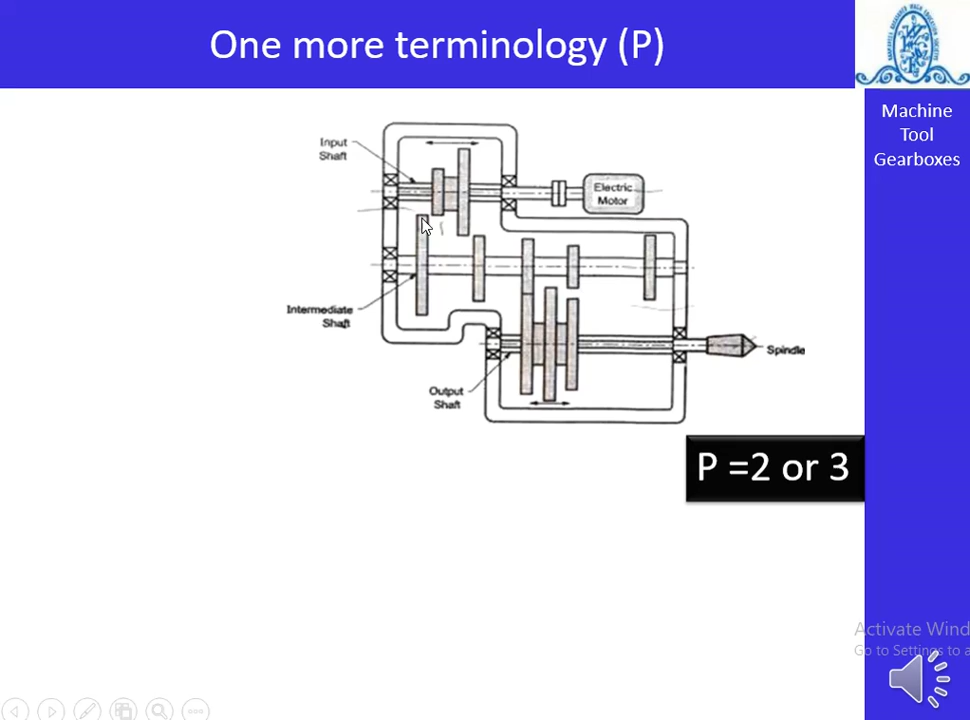 One more terminology (P)
Machine
Tool
Gearboxes
Input
Shaft
Electric
Motor
Intermediate
Shaft
Spindle
Output
Shaft
P =2 or 3
Activate Wind
Go to Settings to a